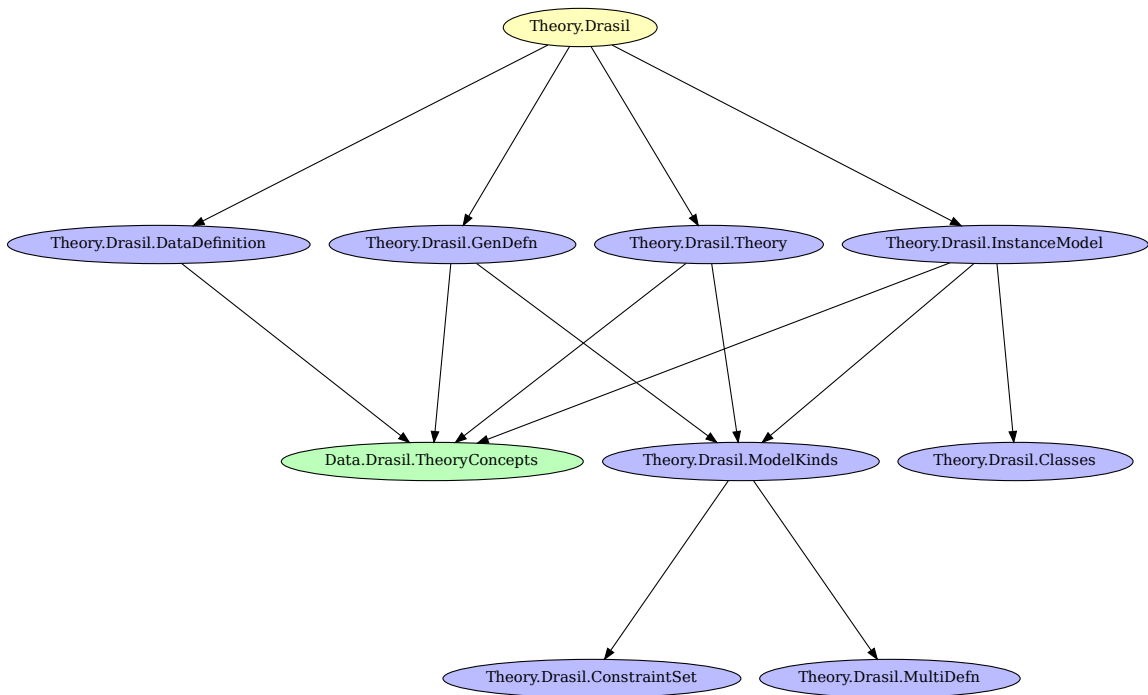 Theory.Drasil
Theory.Drasil.DataDefinition
Theory.Drasil.GenDefn
Theory.Drasil.Theory
Theory.Drasil.InstanceModel
Data.Drasil.TheoryConcepts
Theory.Drasil.ModelKinds
Theory.Drasil.Classes
Theory.Drasil.ConstraintSet
Theory.Drasil.MultiDefn